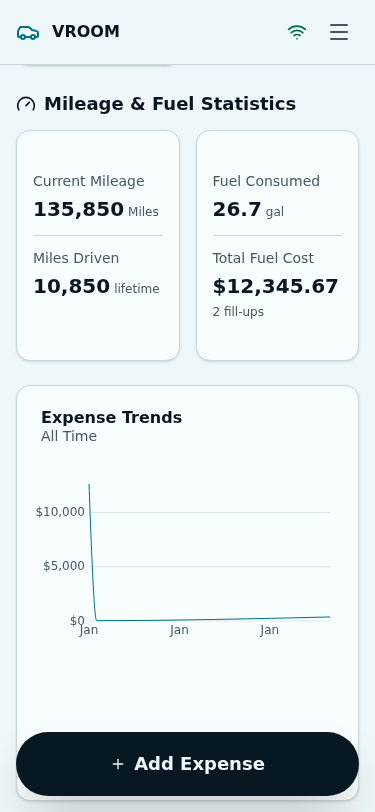 VROOM
Mileage & Fuel Statistics
Current Mileage
135,850 Miles
Miles Driven
10,850 lifetime
Fuel Consumed
26.7 gal
Total Fuel Cost
$12,345.67
2 fill-ups
Expense Trends
All Time
$10,000
$5,000
$0
Jan Jan Jan
+ Add Expense